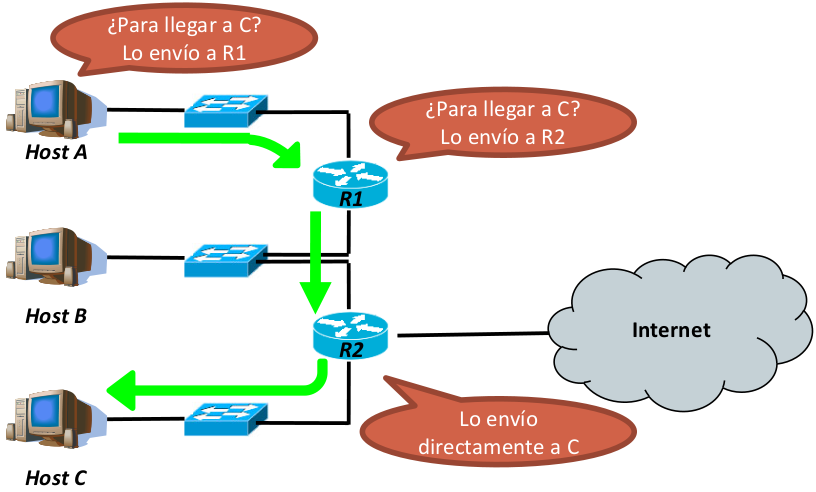 ¿Para llegar a C?
Lo envío a R1
¿Para llegar a C?
Lo envío a R2
Host A
R1
Host B
Internet
R2
Lo envío
directamente a C
Host C